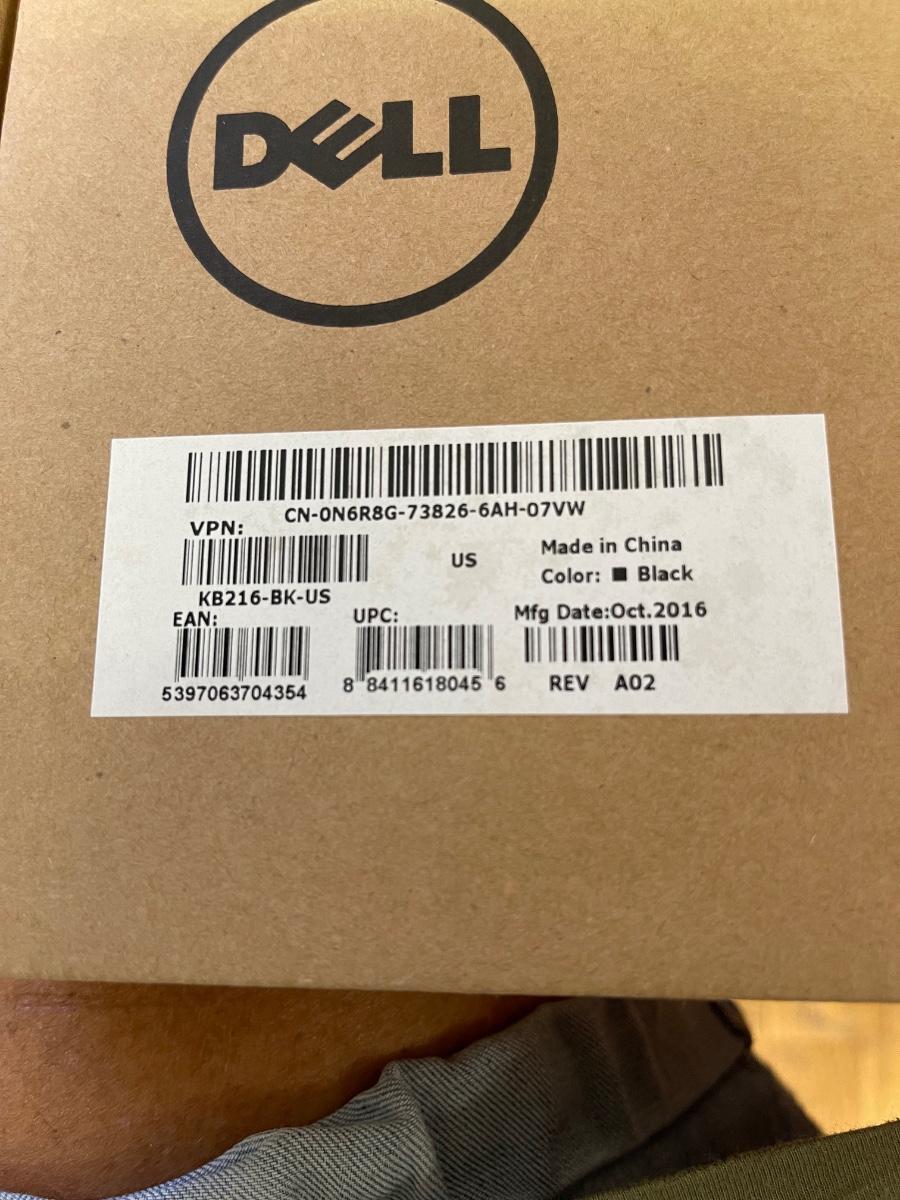 DELL
CN-0N6R8G-73826-6AH-07VW
VPN:
US
Made in China
Color: ■ Black
KB216-BK-US
EAN:
UPC:
Mfg Date:Oct.2016
5397063704354
8 8411618045 6
REV A02